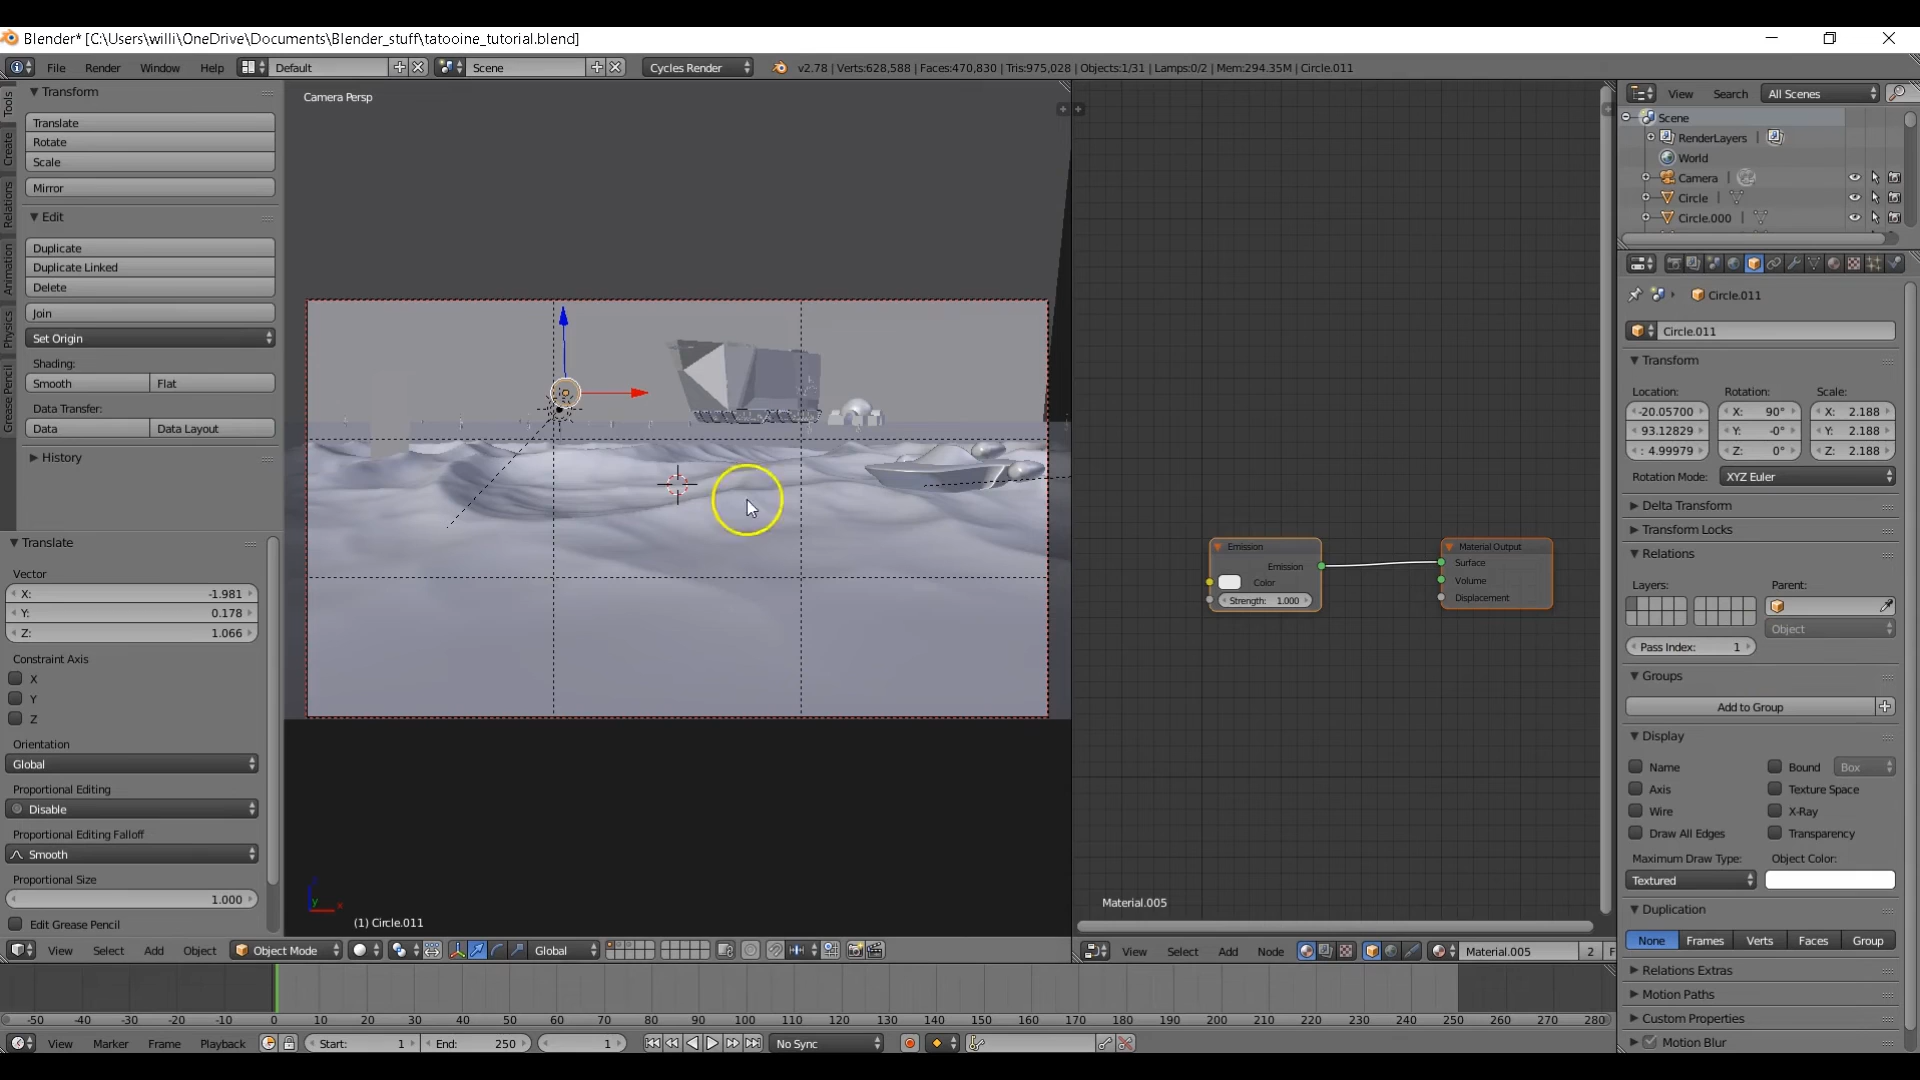 Blender* [C:\Users\willi\OneDrive\Documents\Blender_stuff\tatooine_tutorial.blend]
File Render Window Help Default Scene Cycles Render v2.78 | Verts:628,588 | Faces:470,830 | Tris:975,028 | Objects:1/31 | Lamps:0/2 | Mem:294.35M | Circle.011
Tools
Create
Relations
Animation
Physics
Grease Pencil
Transform
Translate
Rotate
Scale
Mirror
Edit
Duplicate
Duplicate Linked
Delete
Join
Set Origin
Shading:
Smooth Flat
Data Transfer:
Data Data Layout
History
Translate
Vector
X: -1.981
Y: 0.178
Z: 1.066
Constraint Axis
X
Y
Z
Orientation
Global
Proportional Editing
Disable
Proportional Editing Falloff
Smooth
Proportional Size
1.000
Edit Grease Pencil
Camera Persp
y x
(1) Circle.011
View Select Add Object Object Mode Global
Emission
Emission
Color
Strength: 1.000
Material Output
Surface
Volume
Displacement
Material.005
View Select Add Node Material.005 2 F
View Search All Scenes
Scene
RenderLayers
World
Camera
Circle
Circle.000
Circle.011
Circle.011
Transform
Location: Rotation: Scale:
-20.05700 X: 90° X: 2.188
93.12829 Y: -0° Y: 2.188
: 4.99979 Z: 0° Z: 2.188
Rotation Mode: XYZ Euler
Delta Transform
Transform Locks
Relations
Layers: Parent:
Object
Pass Index: 1
Groups
Add to Group
Display
Name Bound Box
Axis Texture Space
Wire X-Ray
Draw All Edges Transparency
Maximum Draw Type: Object Color:
Textured
Duplication
None Frames Verts Faces Group
Relations Extras
Motion Paths
Custom Properties
Motion Blur
-50 -40 -30 -20 -10 0 10 20 30 40 50 60 70 80 90 100 110 120 130 140 150 160 170 180 190 200 210 220 230 240 250 260 270 280
View Marker Frame Playback Start: 1 End: 250 1 No Sync